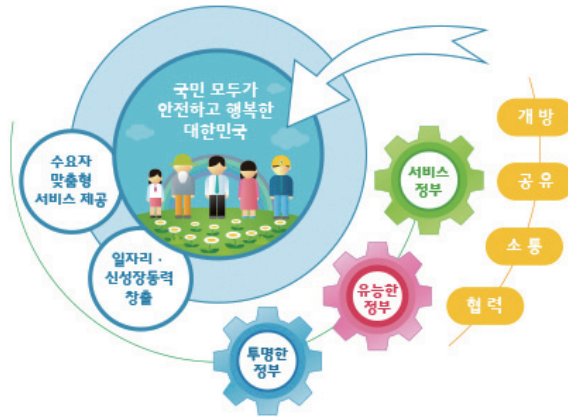 국민 모두가
안전하고 행복한
대한민국
수요자
맞춤형
서비스 제공
일자리 ·
신성장동력
창출
서비스
정부
유능한
정부
투명한
정부
개방
공유
소통
협력